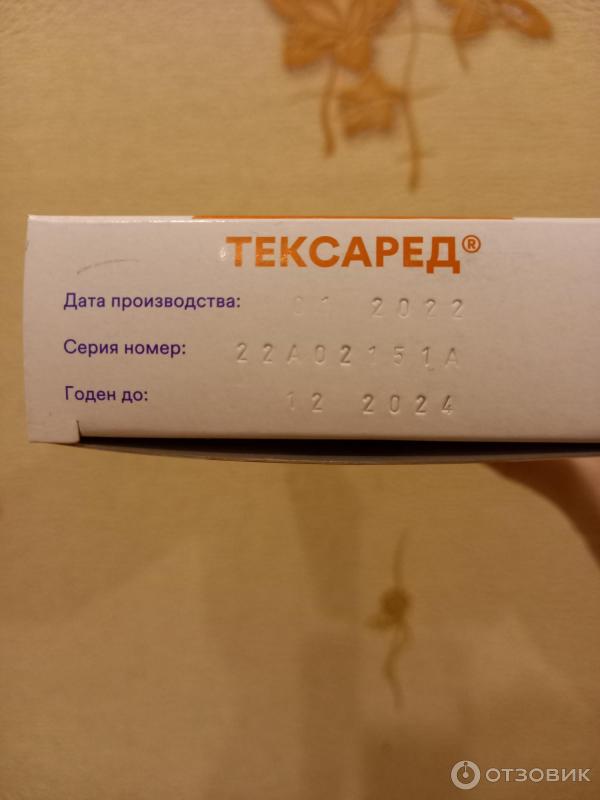 ТЕКСАРЕД®
Дата производства: 01 2022
Серия номер: 22A02151A
Годен до: 12 2024
ОТЗОВИК